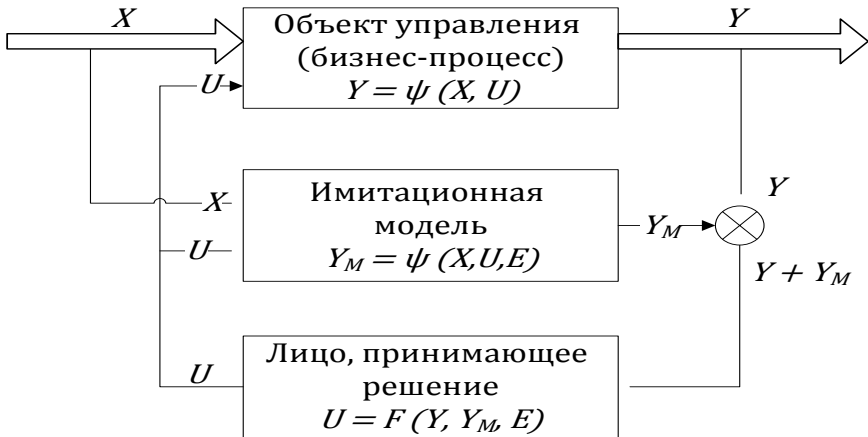 X
Объект управления
(бизнес-процесс)
Y = ψ (X, U)
Y
U
X
Имитационная
модель
Y_M = ψ (X,U,E)
U
Y_M
Y
Y + Y_M
Лицо, принимающее
решение
U = F (Y, Y_M, E)
U